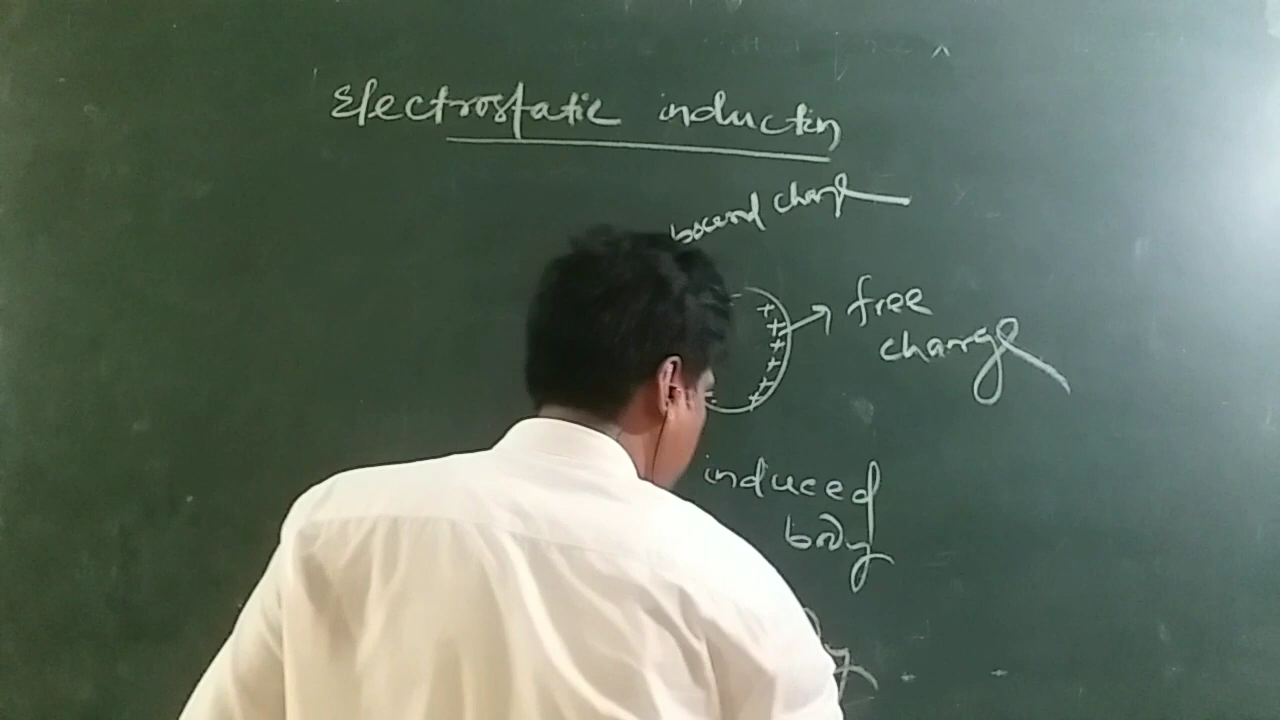 Electrostatic induction
bound charge
free
charge
induced
body